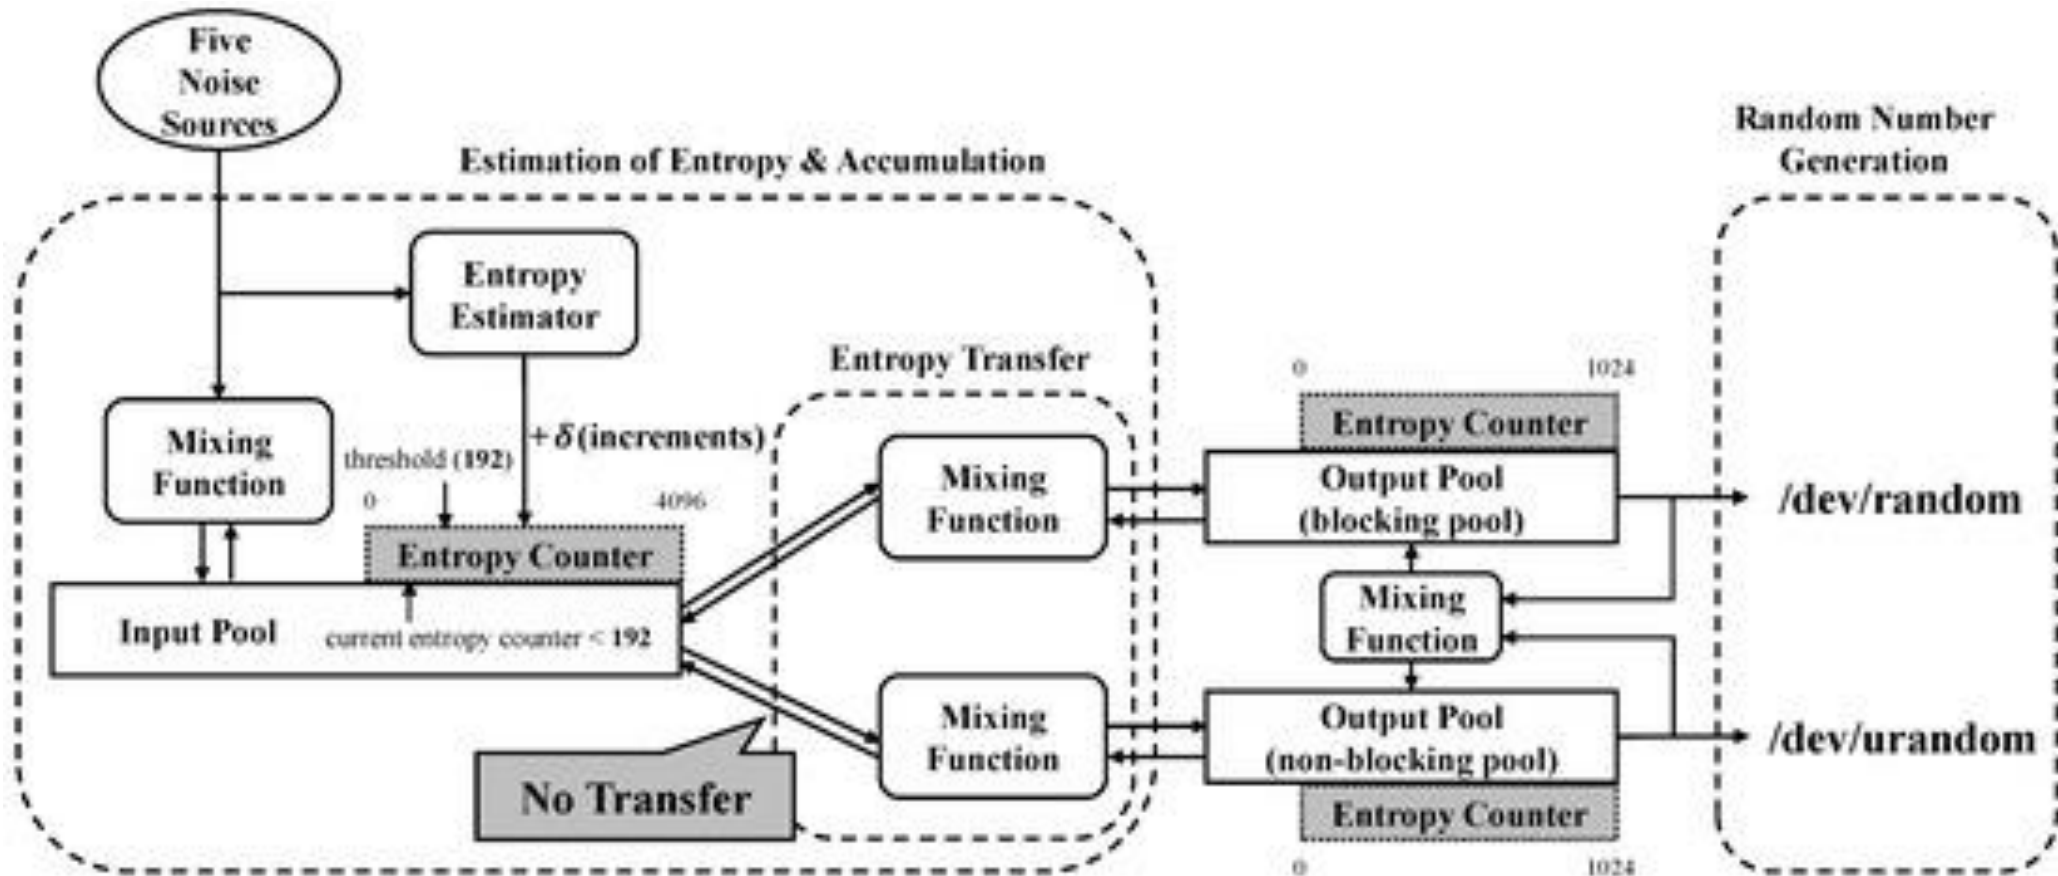 Five
Noise
Sources
Estimation of Entropy & Accumulation
Random Number
Generation
Entropy
Estimator
Entropy Transfer
Mixing
Function
threshold (192)
+ δ (increments)
0
4096
Entropy Counter
Input Pool
current entropy counter < 192
No Transfer
Mixing
Function
Mixing
Function
0
1024
Entropy Counter
Output Pool
(blocking pool)
Mixing
Function
Output Pool
(non-blocking pool)
Entropy Counter
0
1024
/dev/random
/dev/urandom